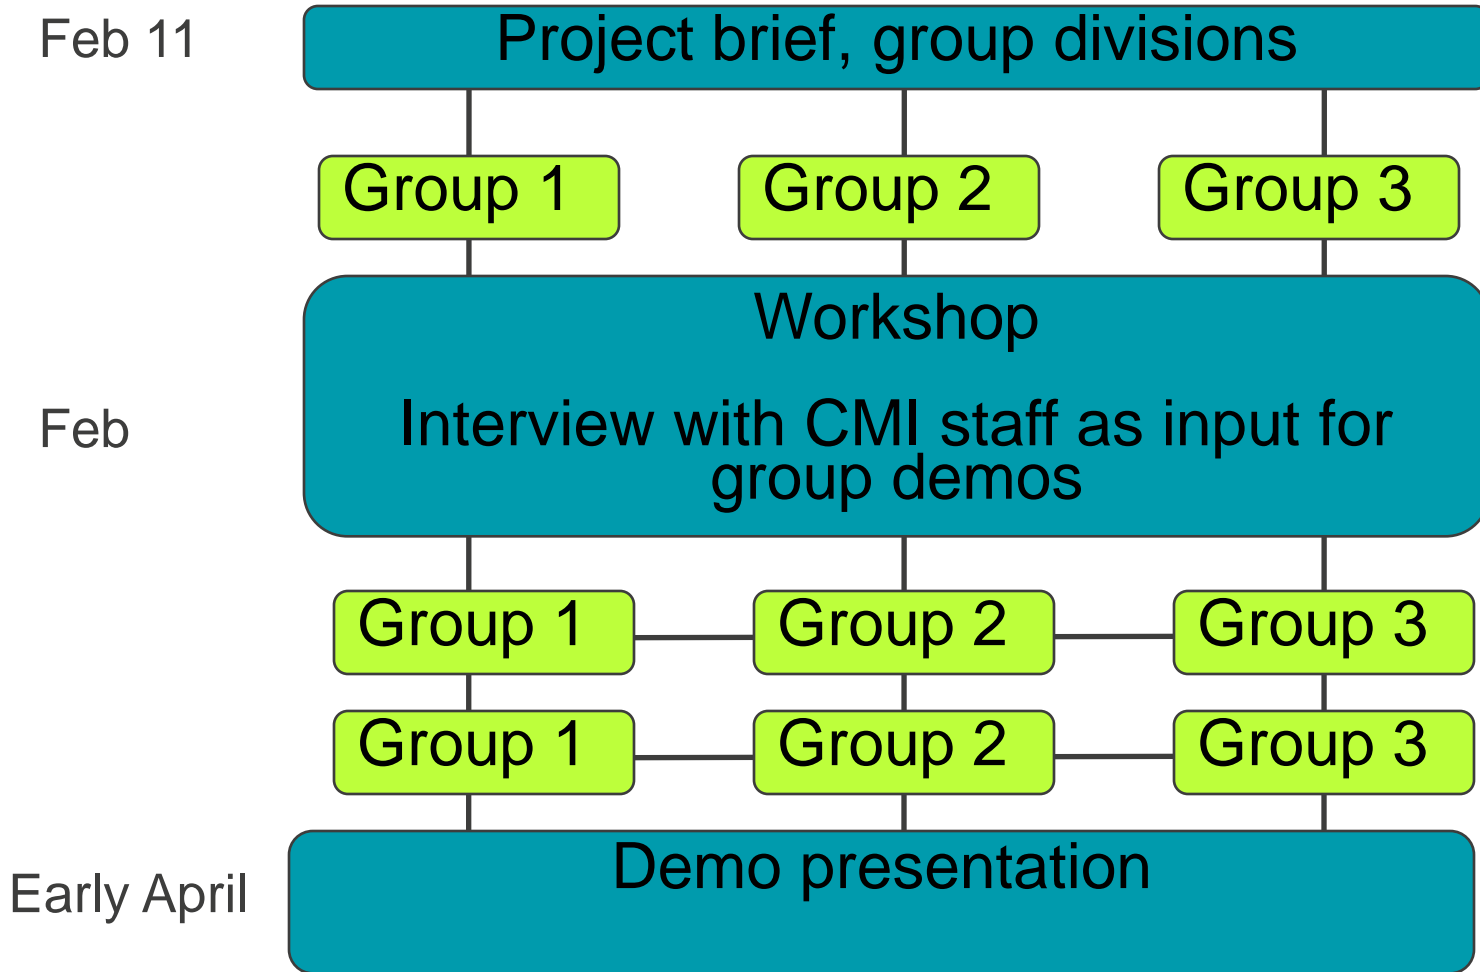 Feb 11
Project brief, group divisions
Group 1
Group 2
Group 3
Workshop
Feb
Interview with CMI staff as input for
group demos
Group 1
Group 2
Group 3
Group 1
Group 2
Group 3
Demo presentation
Early April